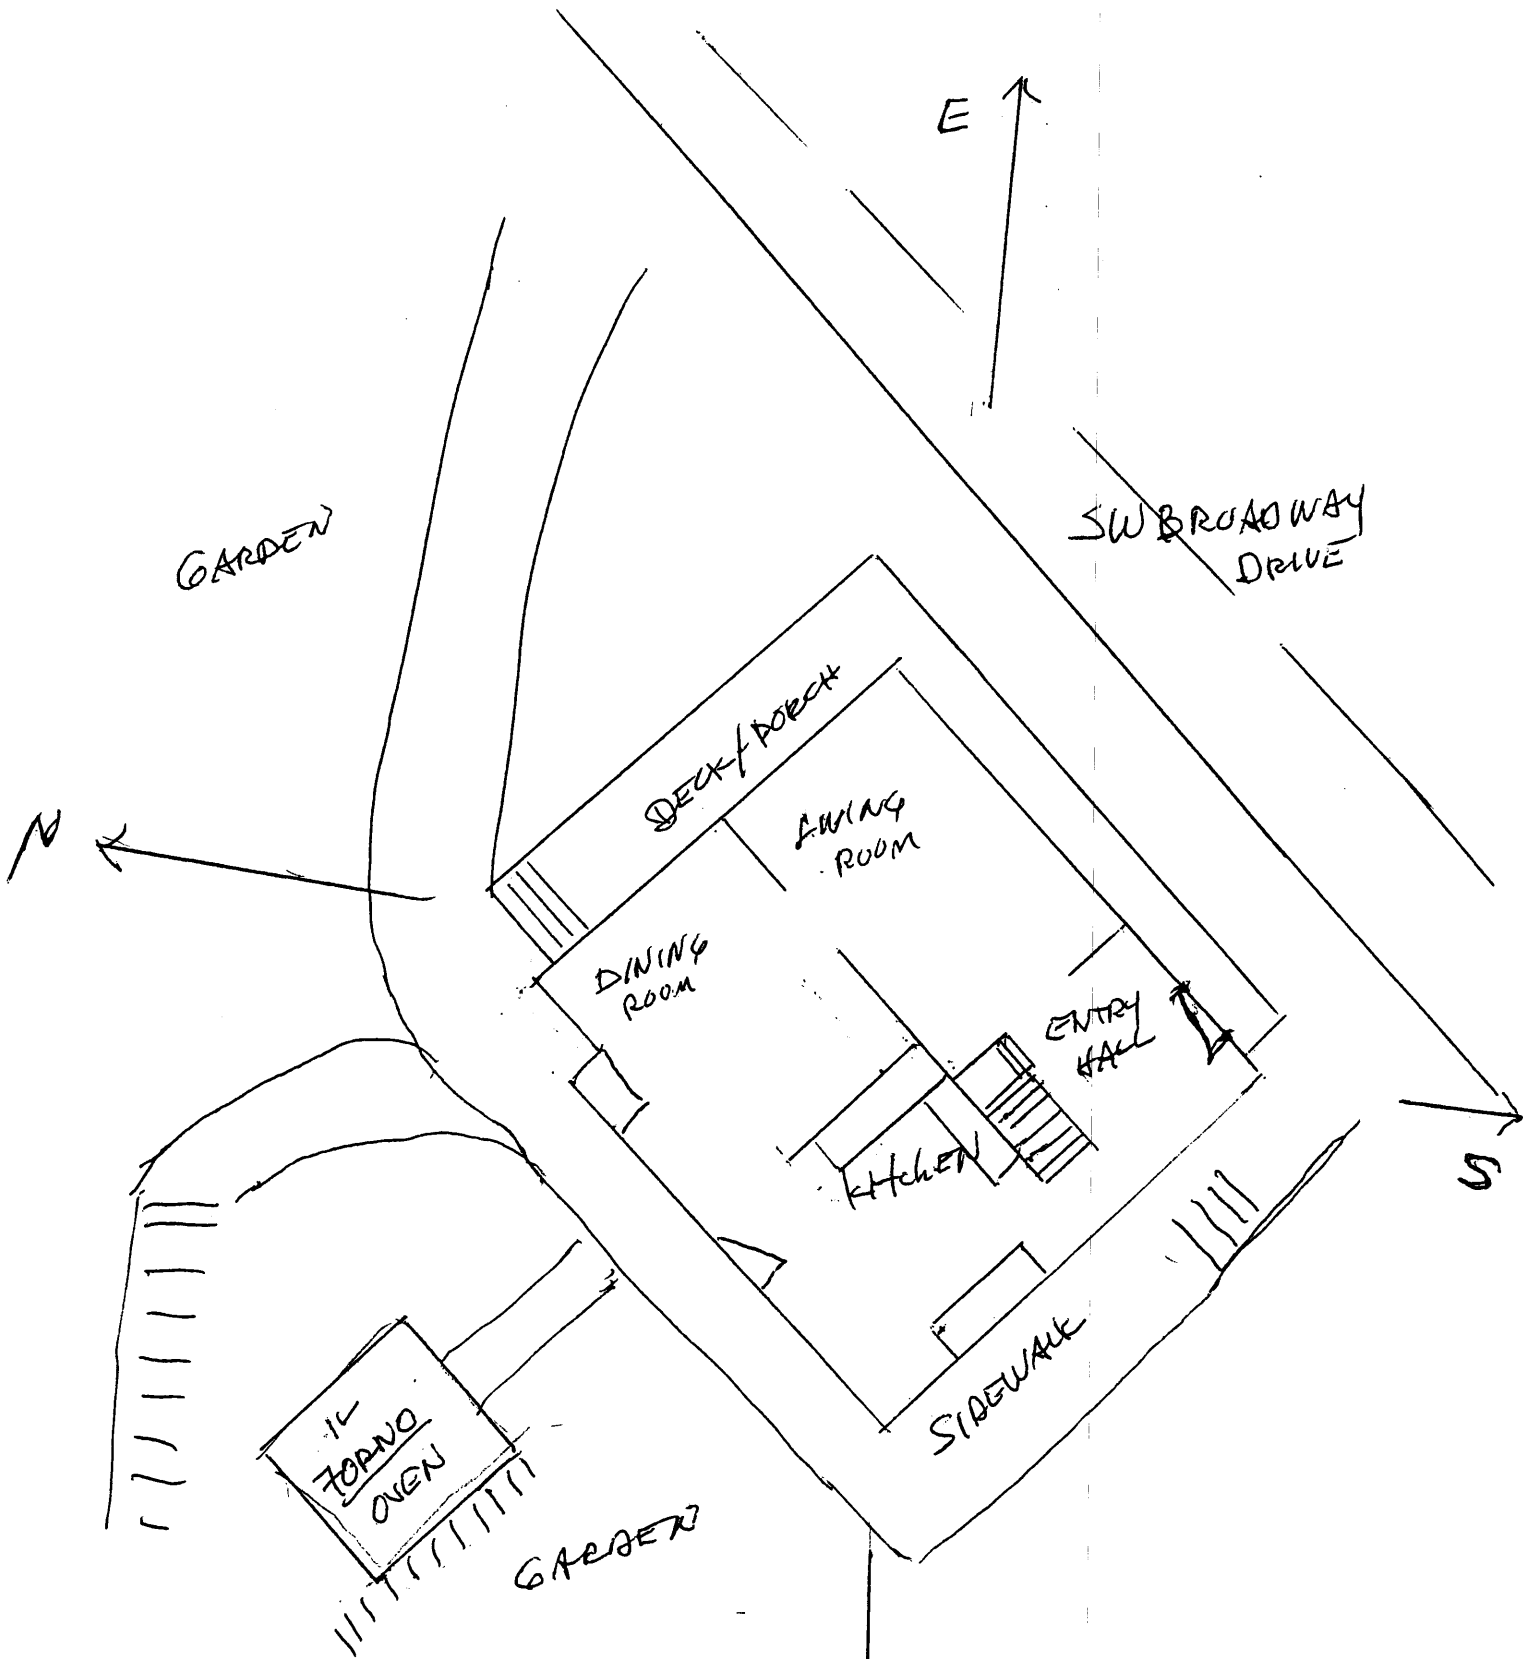 E
SW BROADWAY
DRIVE
GARDEN
DECK/PORCH
LIVING
ROOM
N
DINING
ROOM
ENTRY
HALL
KITCHEN
S
SIDEWALK
IL
FORNO
OVEN
GARDEN